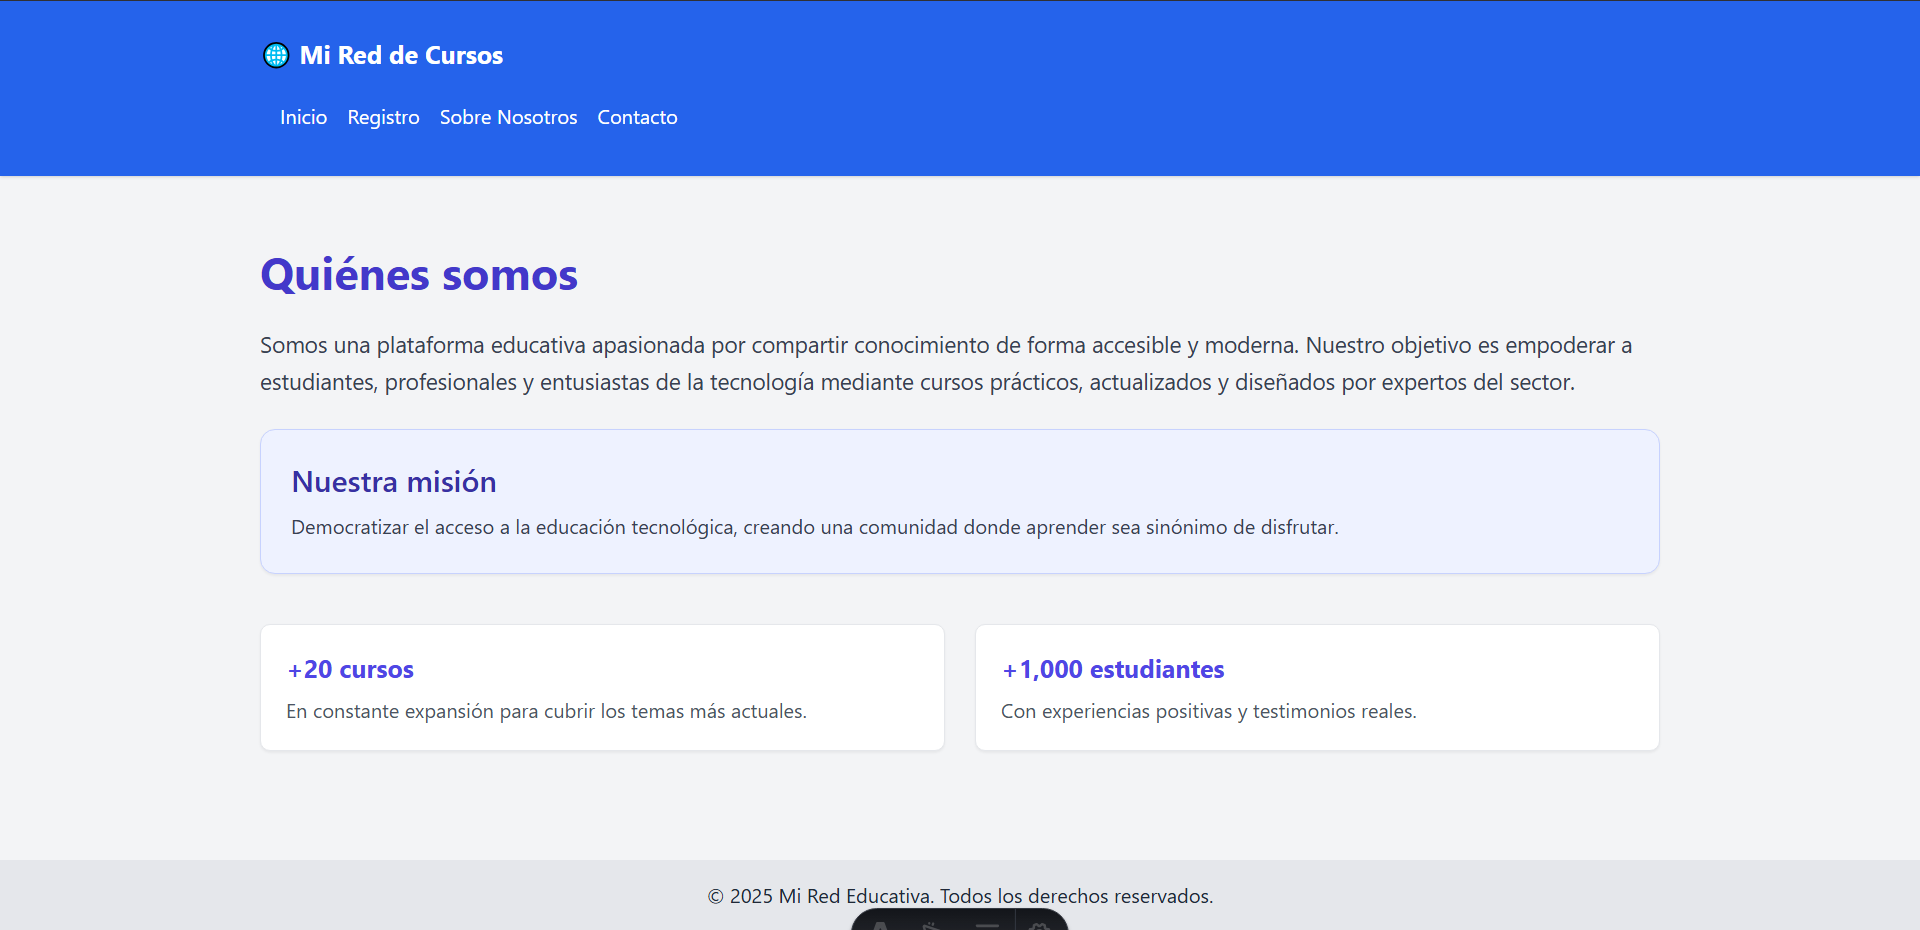 Mi Red de Cursos
Inicio Registro Sobre Nosotros Contacto
Quiénes somos
Somos una plataforma educativa apasionada por compartir conocimiento de forma accesible y moderna. Nuestro objetivo es empoderar a
estudiantes, profesionales y entusiastas de la tecnología mediante cursos prácticos, actualizados y diseñados por expertos del sector.
Nuestra misión
Democratizar el acceso a la educación tecnológica, creando una comunidad donde aprender sea sinónimo de disfrutar.
+20 cursos
En constante expansión para cubrir los temas más actuales.
+1,000 estudiantes
Con experiencias positivas y testimonios reales.
© 2025 Mi Red Educativa. Todos los derechos reservados.